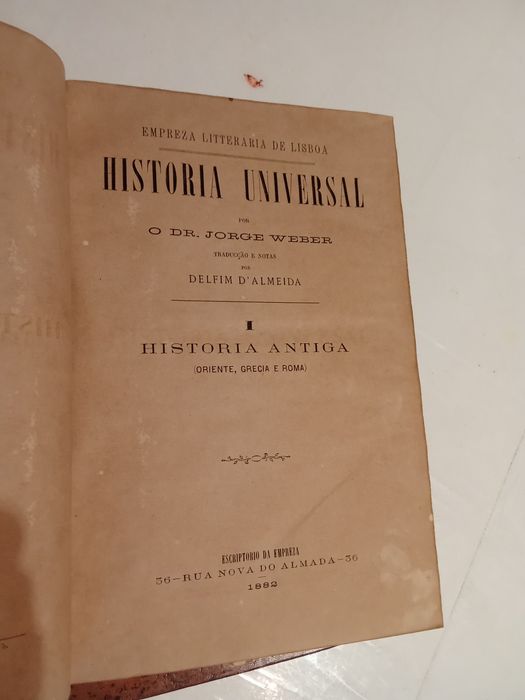 EMPREZA LITTERARIA DE LISBOA
HISTORIA UNIVERSAL
POR
O DR. JORGE WEBER
TRADUCÇÃO E NOTAS
POR
DELFIM D'ALMEIDA
I
HISTORIA ANTIGA
(ORIENTE, GRECIA E ROMA)
ESCRIPTORIO DA EMPREZA
36—RUA NOVA DO ALMADA—36
1882